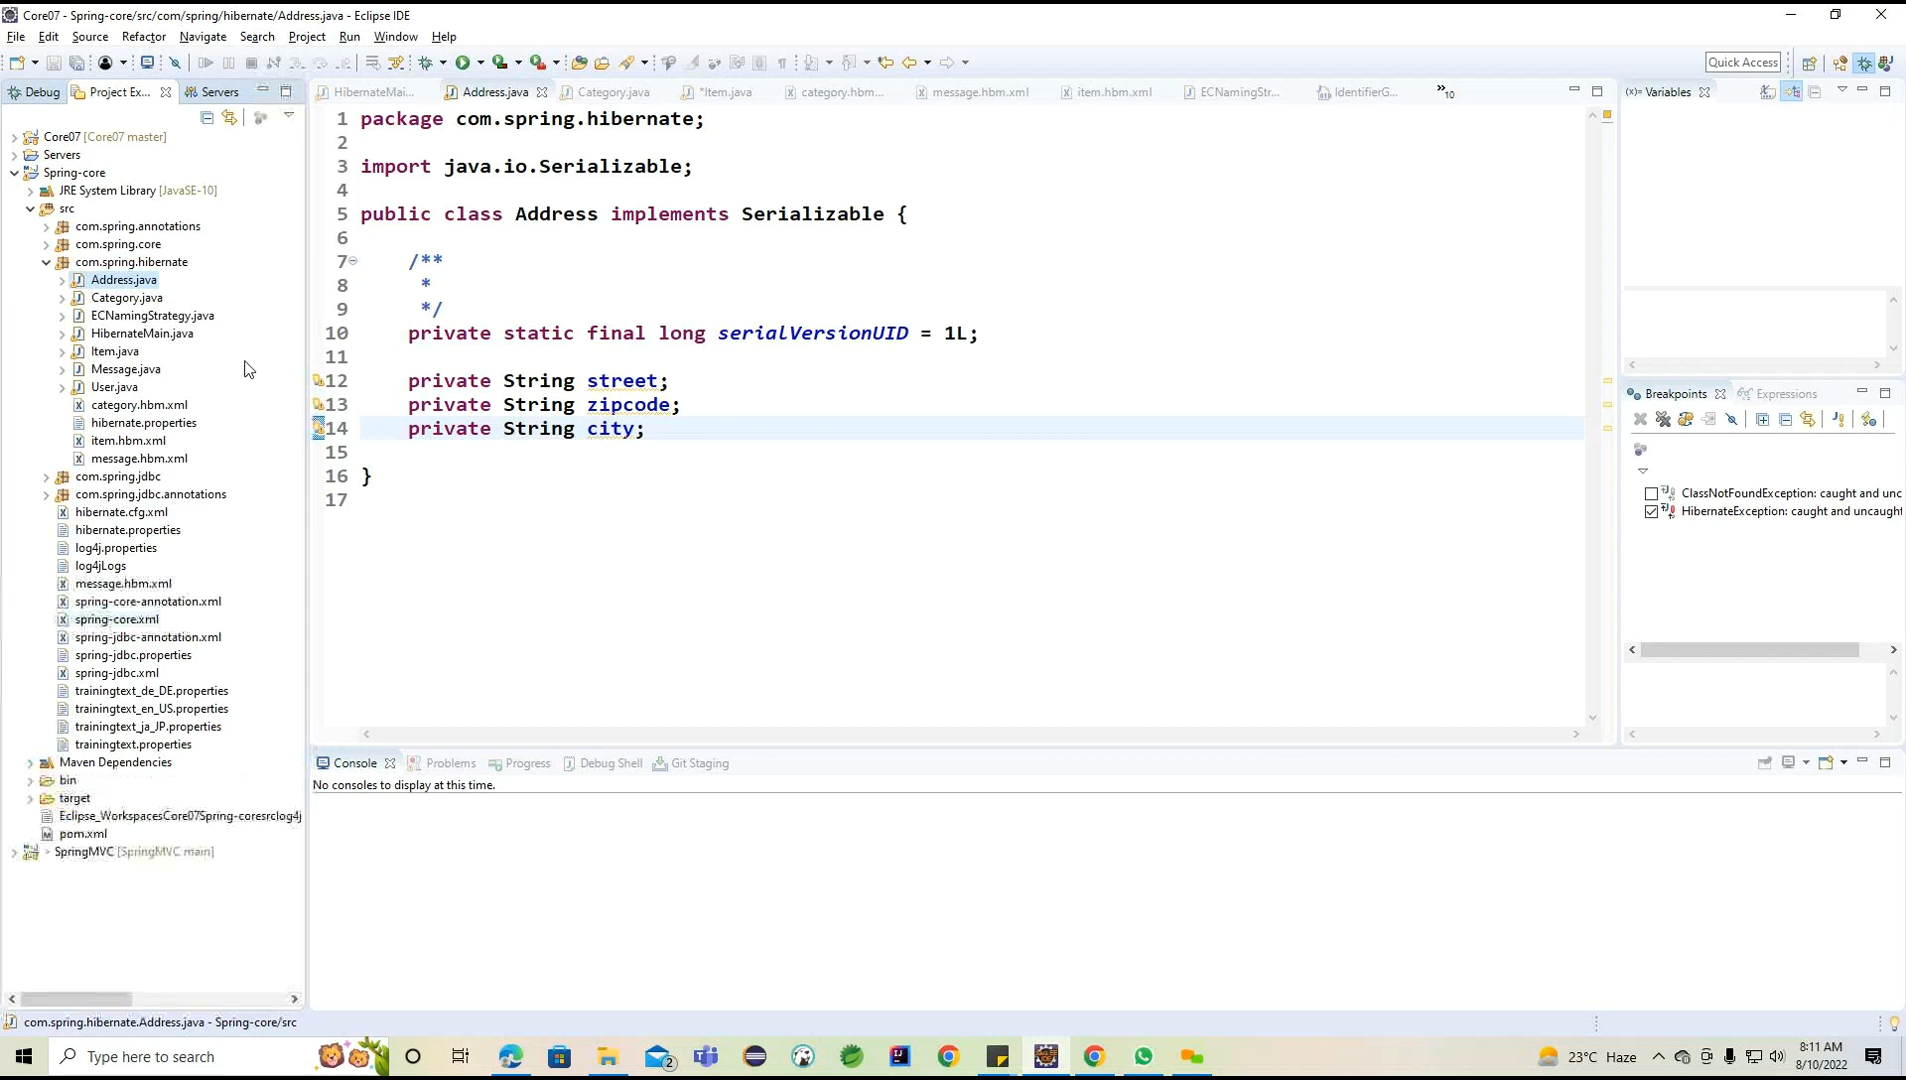 Core07 - Spring-core/src/com/spring/hibernate/Address.java - Eclipse IDE
File Edit Source Refactor Navigate Search Project Run Window Help
Quick Access
Debug Project Ex... Servers
HibernateMai... Address.java Category.java *Item.java category.hbm... message.hbm.xml item.hbm.xml ECNamingStr... IdentifierG... »10
(x)= Variables
Core07 [Core07 master]
Servers
Spring-core
JRE System Library [JavaSE-10]
src
com.spring.annotations
com.spring.core
com.spring.hibernate
Address.java
Category.java
ECNamingStrategy.java
HibernateMain.java
Item.java
Message.java
User.java
category.hbm.xml
hibernate.properties
item.hbm.xml
message.hbm.xml
com.spring.jdbc
com.spring.jdbc.annotations
hibernate.cfg.xml
hibernate.properties
log4j.properties
log4jLogs
message.hbm.xml
spring-core-annotation.xml
spring-core.xml
spring-jdbc-annotation.xml
spring-jdbc.properties
spring-jdbc.xml
trainingtext_de_DE.properties
trainingtext_en_US.properties
trainingtext_ja_JP.properties
trainingtext.properties
Maven Dependencies
bin
target
Eclipse_WorkspacesCore07Spring-coresrclog4j
pom.xml
> SpringMVC [SpringMVC main]
1 package com.spring.hibernate;
2
3 import java.io.Serializable;
4
5 public class Address implements Serializable {
6
7 /**
8 *
9 */
10 private static final long serialVersionUID = 1L;
11
12 private String street;
13 private String zipcode;
14 private String city;
15
16 }
17
Breakpoints Expressions
ClassNotFoundException: caught and unc
HibernateException: caught and uncaught
Console Problems Progress Debug Shell Git Staging
No consoles to display at this time.
com.spring.hibernate.Address.java - Spring-core/src
Type here to search
2
23°C Haze
8:11 AM
8/10/2022